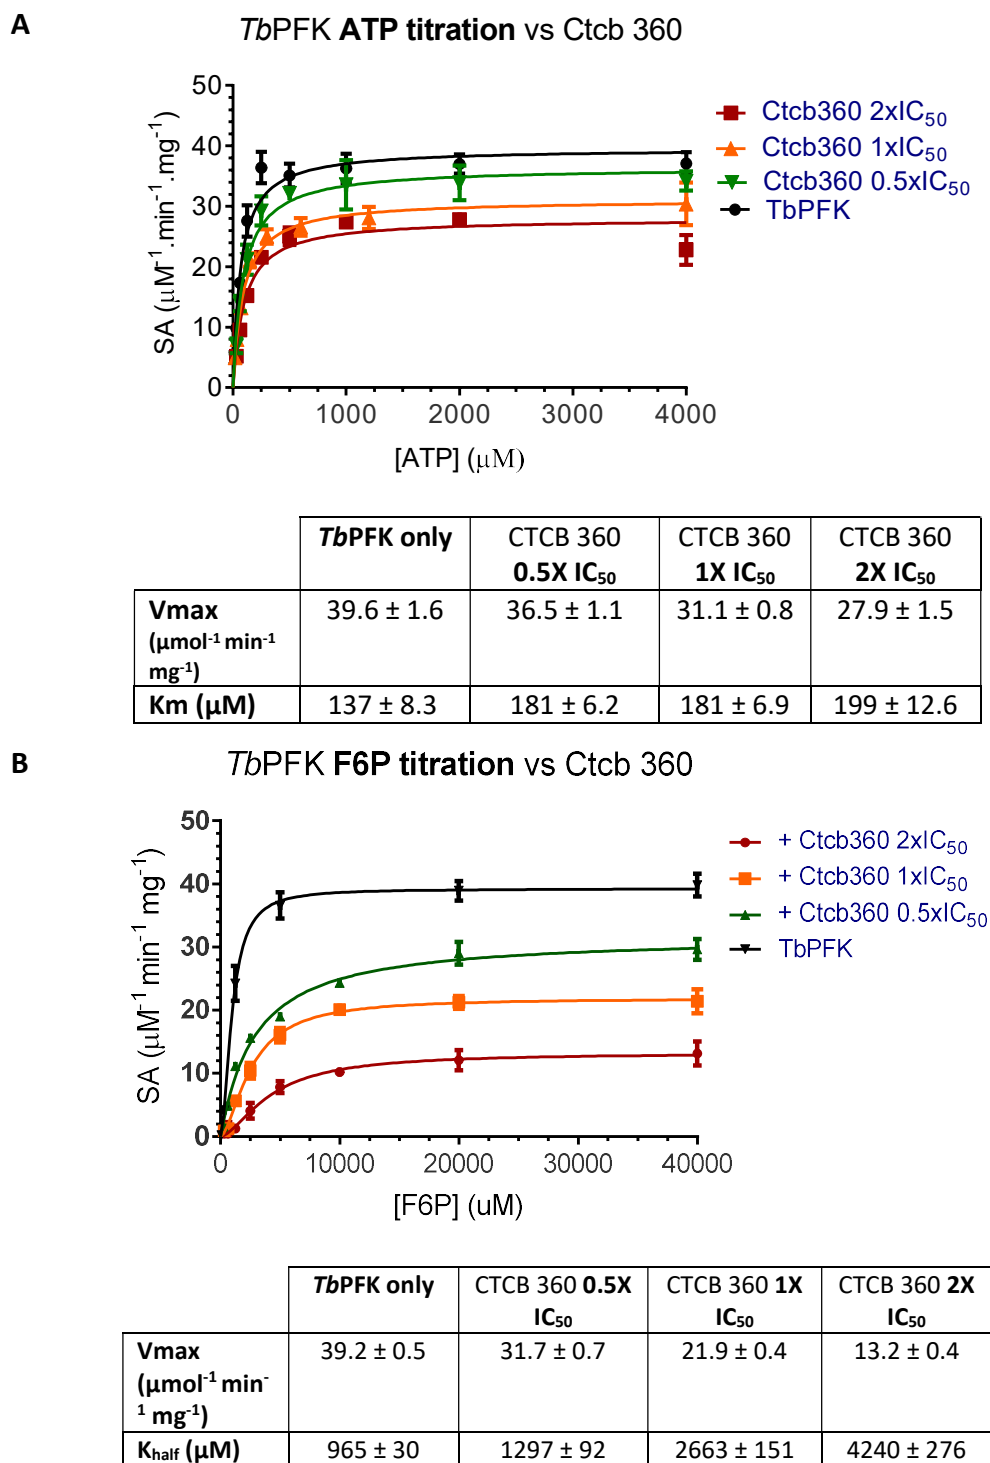 A
TbPFK ATP titration vs Ctcb 360
50
40
30
20
10
0
SA (μM⁻¹.min⁻¹.mg⁻¹)
0 1000 2000 3000 4000
[ATP] (μM)
Ctcb360 2xIC₅₀
Ctcb360 1xIC₅₀
Ctcb360 0.5xIC₅₀
TbPFK
TbPFK only CTCB 360 0.5X IC₅₀ CTCB 360 1X IC₅₀ CTCB 360 2X IC₅₀
Vmax (μmol⁻¹ min⁻¹ mg⁻¹) 39.6 ± 1.6 36.5 ± 1.1 31.1 ± 0.8 27.9 ± 1.5
Km (μM) 137 ± 8.3 181 ± 6.2 181 ± 6.9 199 ± 12.6
B
TbPFK F6P titration vs Ctcb 360
50
40
30
20
10
0
SA (μM⁻¹ min⁻¹ mg⁻¹)
0 10000 20000 30000 40000
[F6P] (uM)
+ Ctcb360 2xIC₅₀
+ Ctcb360 1xIC₅₀
+ Ctcb360 0.5xIC₅₀
TbPFK
TbPFK only CTCB 360 0.5X IC₅₀ CTCB 360 1X IC₅₀ CTCB 360 2X IC₅₀
Vmax (μmol⁻¹ min⁻¹ mg⁻¹) 39.2 ± 0.5 31.7 ± 0.7 21.9 ± 0.4 13.2 ± 0.4
K_half (μM) 965 ± 30 1297 ± 92 2663 ± 151 4240 ± 276